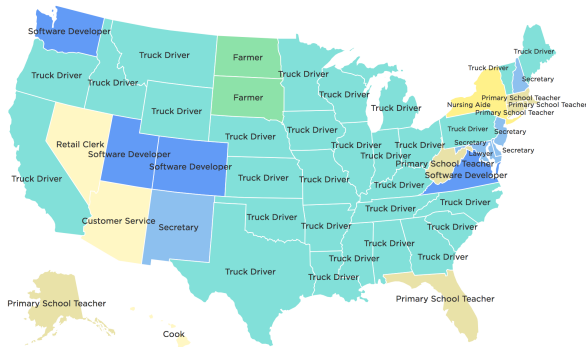 Software Developer
Truck Driver
Farmer
Truck Driver
Truck Driver
Truck Driver
Secretary
Truck Driver
Truck Driver
Truck Driver
Farmer
Truck Driver
Truck Driver
Primary School Teacher
Nursing Aide
Primary School Teacher
Primary School Teacher
Truck Driver
Truck Driver
Truck Driver
Truck Driver
Secretary
Retail Clerk
Software Developer
Truck Driver
Truck Driver
Truck Driver
Secretary
Lawyer
Secretary
Software Developer
Primary School Teacher
Truck Driver
Truck Driver
Truck Driver
Truck Driver
Software Developer
Truck Driver
Customer Service
Secretary
Truck Driver
Truck Driver
Truck Driver
Truck Driver
Truck Driver
Truck Driver
Truck Driver
Truck Driver
Truck Driver
Truck Driver
Truck Driver
Primary School Teacher
Primary School Teacher
Cook